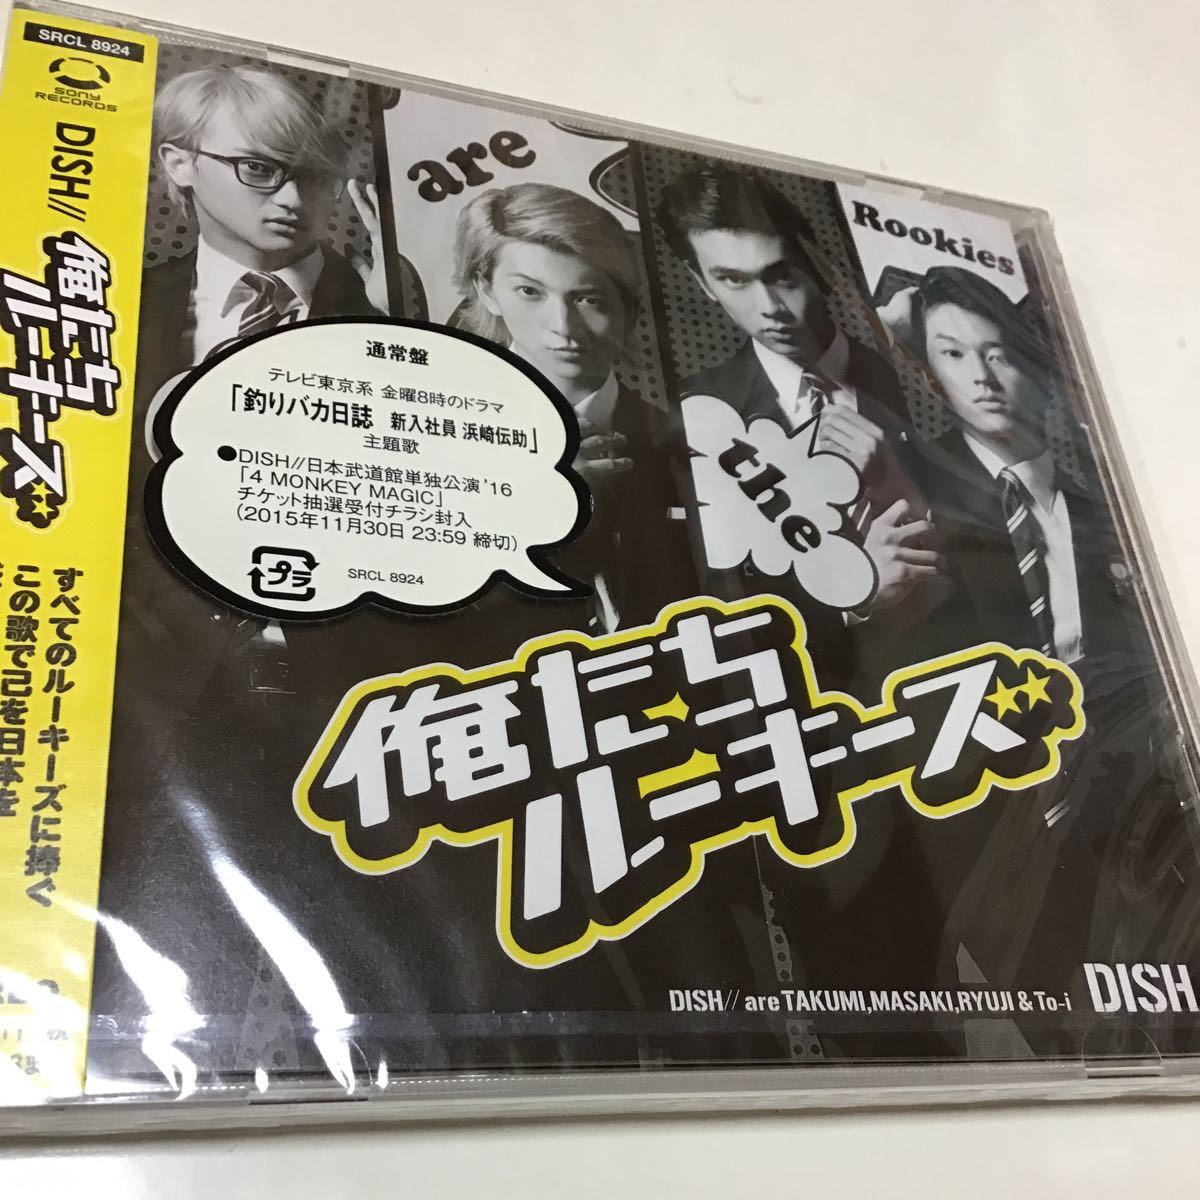 SRCL 8924
SONY
RECORDS
DISH//
俺たち
ルーキーズ
すべてのルーキーズに捧ぐ
この歌で己を日本を
are
Rookies
the
通常盤
テレビ東京系 金曜8時のドラマ
「釣りバカ日誌 新入社員 浜崎伝助」
主題歌
●DISH//日本武道館単独公演'16
「4 MONKEY MAGIC」
チケット抽選受付チラシ封入
(2015年11月30日 23:59 締切)
プラ
SRCL 8924
俺たち
ルーキーズ
DISH// are TAKUMI,MASAKI,RYUJI & To-i
DISH